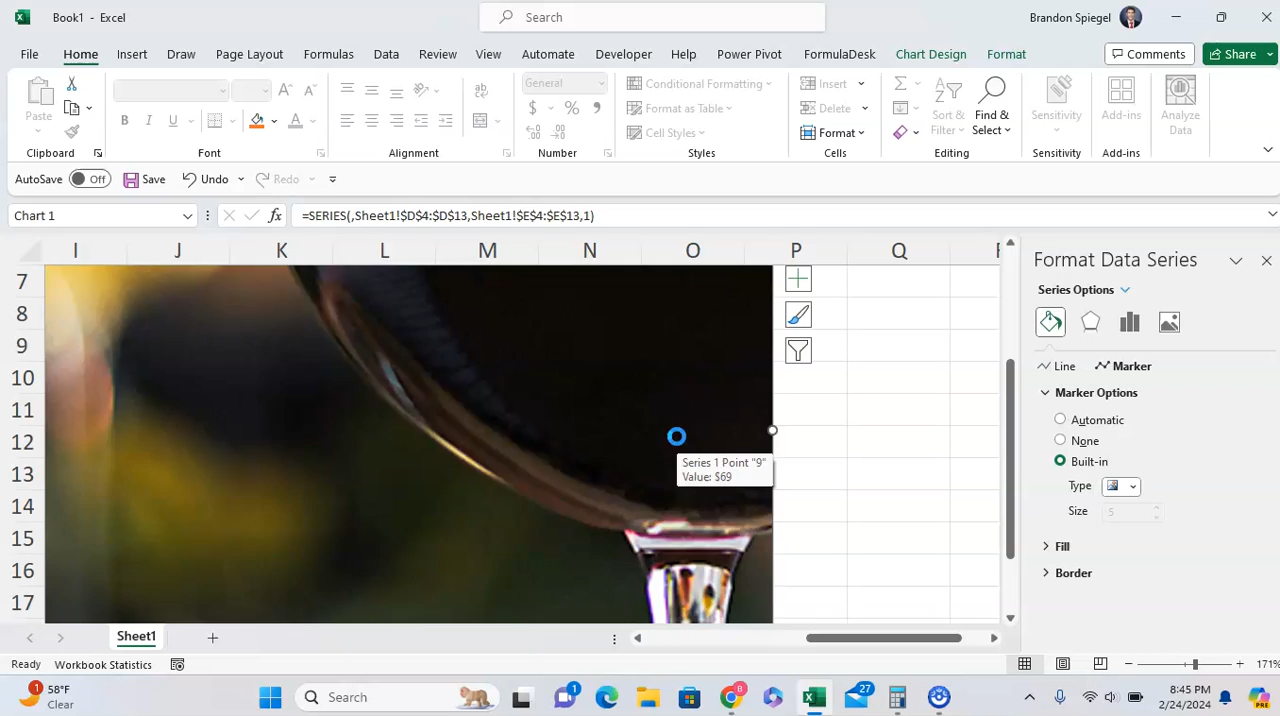 Book1 - Excel
Search
Brandon Spiegel
File Home Insert Draw Page Layout Formulas Data Review View Automate Developer Help Power Pivot FormulaDesk Chart Design Format
Comments
Share
Paste
Clipboard
B I U A
Font
ab
Alignment
General
$ % ,
Number
Conditional Formatting
Format as Table
Cell Styles
Styles
Insert
Delete
Format
Cells
Sort & Filter
Find & Select
Editing
Sensitivity
Sensitivity
Add-ins
Add-ins
Analyze Data
AutoSave Off Save Undo Redo
Chart 1
fx
=SERIES(,Sheet1!$D$4:$D$13,Sheet1!$E$4:$E$13,1)
I J K L M N O P Q
7
8
9
10
11
12
13
14
15
16
17
Series 1 Point "9"
Value: $69
Format Data Series
Series Options
Line Marker
Marker Options
Automatic
None
Built-in
Type
Size 5
Fill
Border
Sheet1
Ready Workbook Statistics
171%
1
58°F
Clear
Search
1
8
27
8:45 PM
2/24/2024
PRE